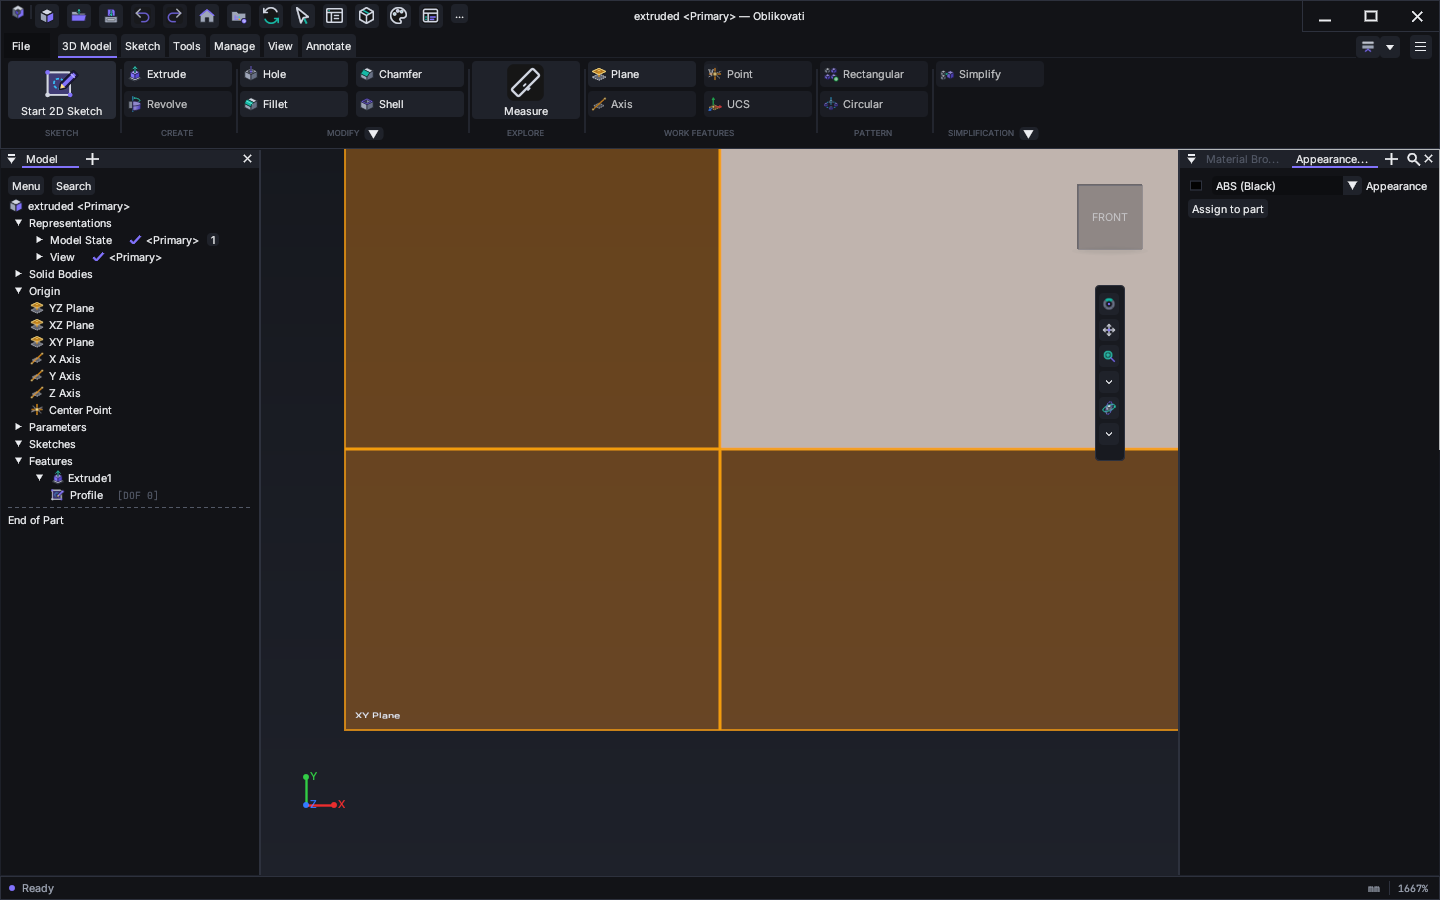 extruded <Primary> — Oblikovati
File
3D Model
Sketch
Tools
Manage
View
Annotate
Start 2D Sketch
SKETCH
Extrude
Revolve
CREATE
Hole
Fillet
Chamfer
Shell
MODIFY
Measure
EXPLORE
Plane
Axis
Point
UCS
WORK FEATURES
Rectangular
Circular
PATTERN
Simplify
SIMPLIFICATION
Model
Menu
Search
extruded <Primary>
Representations
Model State <Primary> 1
View <Primary>
Solid Bodies
Origin
YZ Plane
XZ Plane
XY Plane
X Axis
Y Axis
Z Axis
Center Point
Parameters
Sketches
Features
Extrude1
Profile [DOF 0]
End of Part
FRONT
XY Plane
Y
Z
X
Material Bro...
Appearance...
ABS (Black)
Appearance
Assign to part
Ready
mm
1667%